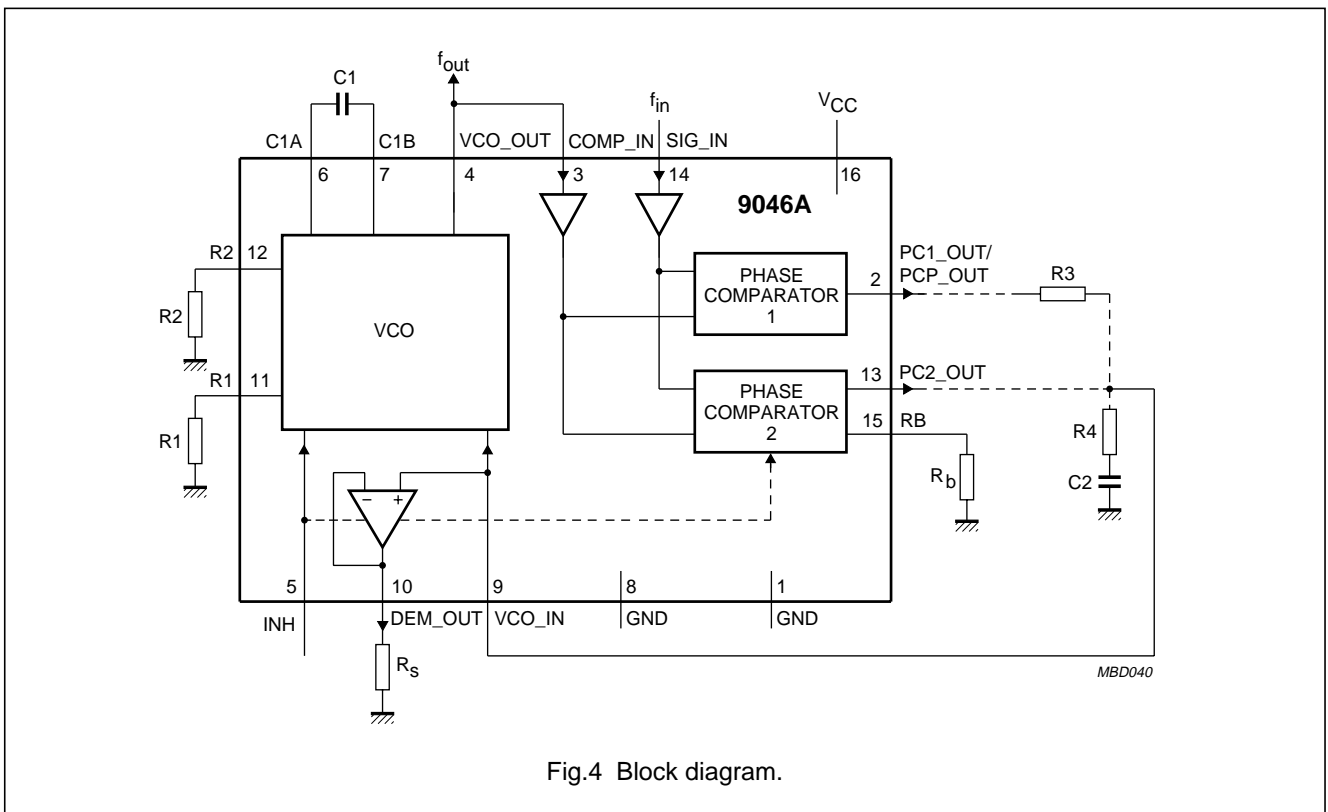 C1
fout
fin
VCC
C1A
C1B
VCO_OUT
COMP_IN
SIG_IN
6
7
4
3
14
16
9046A
R2
12
R2
R1
11
R1
VCO
PHASE
COMPARATOR
1
2
PC1_OUT/
PCP_OUT
R3
PHASE
COMPARATOR
2
13
PC2_OUT
15
RB
Rb
R4
C2
− +
5
10
9
8
1
INH
DEM_OUT
VCO_IN
GND
GND
Rs
MBD040
Fig.4 Block diagram.